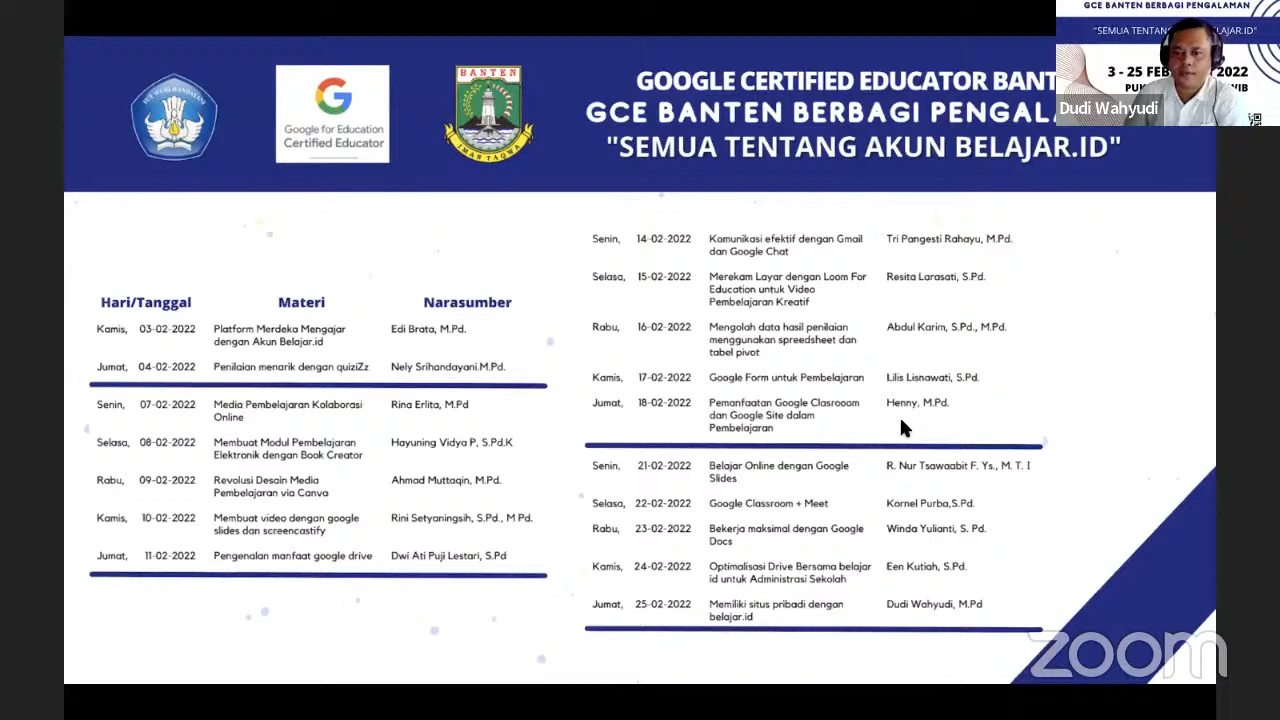 GCE BANTEN BERBAGI PENGALAMAN
"SEMUA TENTANG AKUN BELAJAR.ID"
3 - 25 FEBRUARI 2022
Dudi Wahyudi
TUT WURI HANDAYANI
Google for Education
Certified Educator
BANTEN
IMAN TAQWA
GOOGLE CERTIFIED EDUCATOR BANT
GCE BANTEN BERBAGI PENGALA
"SEMUA TENTANG AKUN BELAJAR.ID"
Hari/Tanggal Materi Narasumber
Kamis, 03-02-2022 Platform Merdeka Mengajar Edi Brata, M.Pd.
dengan Akun Belajar.id
Jumat, 04-02-2022 Penilaian menarik dengan quiziZz Nely Srihandayani.M.Pd.
Senin, 07-02-2022 Media Pembelajaran Kolaborasi Rina Erlita, M.Pd
Online
Selasa, 08-02-2022 Membuat Modul Pembelajaran Hayuning Vidya P, S.Pd.K
Elektronik dengan Book Creator
Rabu, 09-02-2022 Revolusi Desain Media Ahmad Muttaqin, M.Pd.
Pembelajaran via Canva
Kamis, 10-02-2022 Membuat video dengan google Rini Setyaningsih, S.Pd., M Pd.
slides dan screencastify
Jumat, 11-02-2022 Pengenalan manfaat google drive Dwi Ati Puji Lestari, S.Pd
Senin, 14-02-2022 Komunikasi efektif dengan Gmail Tri Pangesti Rahayu, M.Pd.
dan Google Chat
Selasa, 15-02-2022 Merekam Layar dengan Loom For Resita Larasati, S.Pd.
Education untuk Video
Pembelajaran Kreatif
Rabu, 16-02-2022 Mengolah data hasil penilaian Abdul Karim, S.Pd., M.Pd.
menggunakan spreedsheet dan
tabel pivot
Kamis, 17-02-2022 Google Form untuk Pembelajaran Lilis Lisnawati, S.Pd.
Jumat, 18-02-2022 Pemanfaatan Google Clasrooom Henny, M.Pd.
dan Google Site dalam
Pembelajaran
Senin, 21-02-2022 Belajar Online dengan Google R. Nur Tsawaabit F. Ys., M. T. I
Slides
Selasa, 22-02-2022 Google Classroom + Meet Kornel Purba,S.Pd.
Rabu, 23-02-2022 Bekerja maksimal dengan Google Winda Yulianti, S. Pd.
Docs
Kamis, 24-02-2022 Optimalisasi Drive Bersama belajar Een Kutiah, S.Pd.
id untuk Administrasi Sekolah
Jumat, 25-02-2022 Memiliki situs pribadi dengan Dudi Wahyudi, M.Pd
belajar.id
zoom